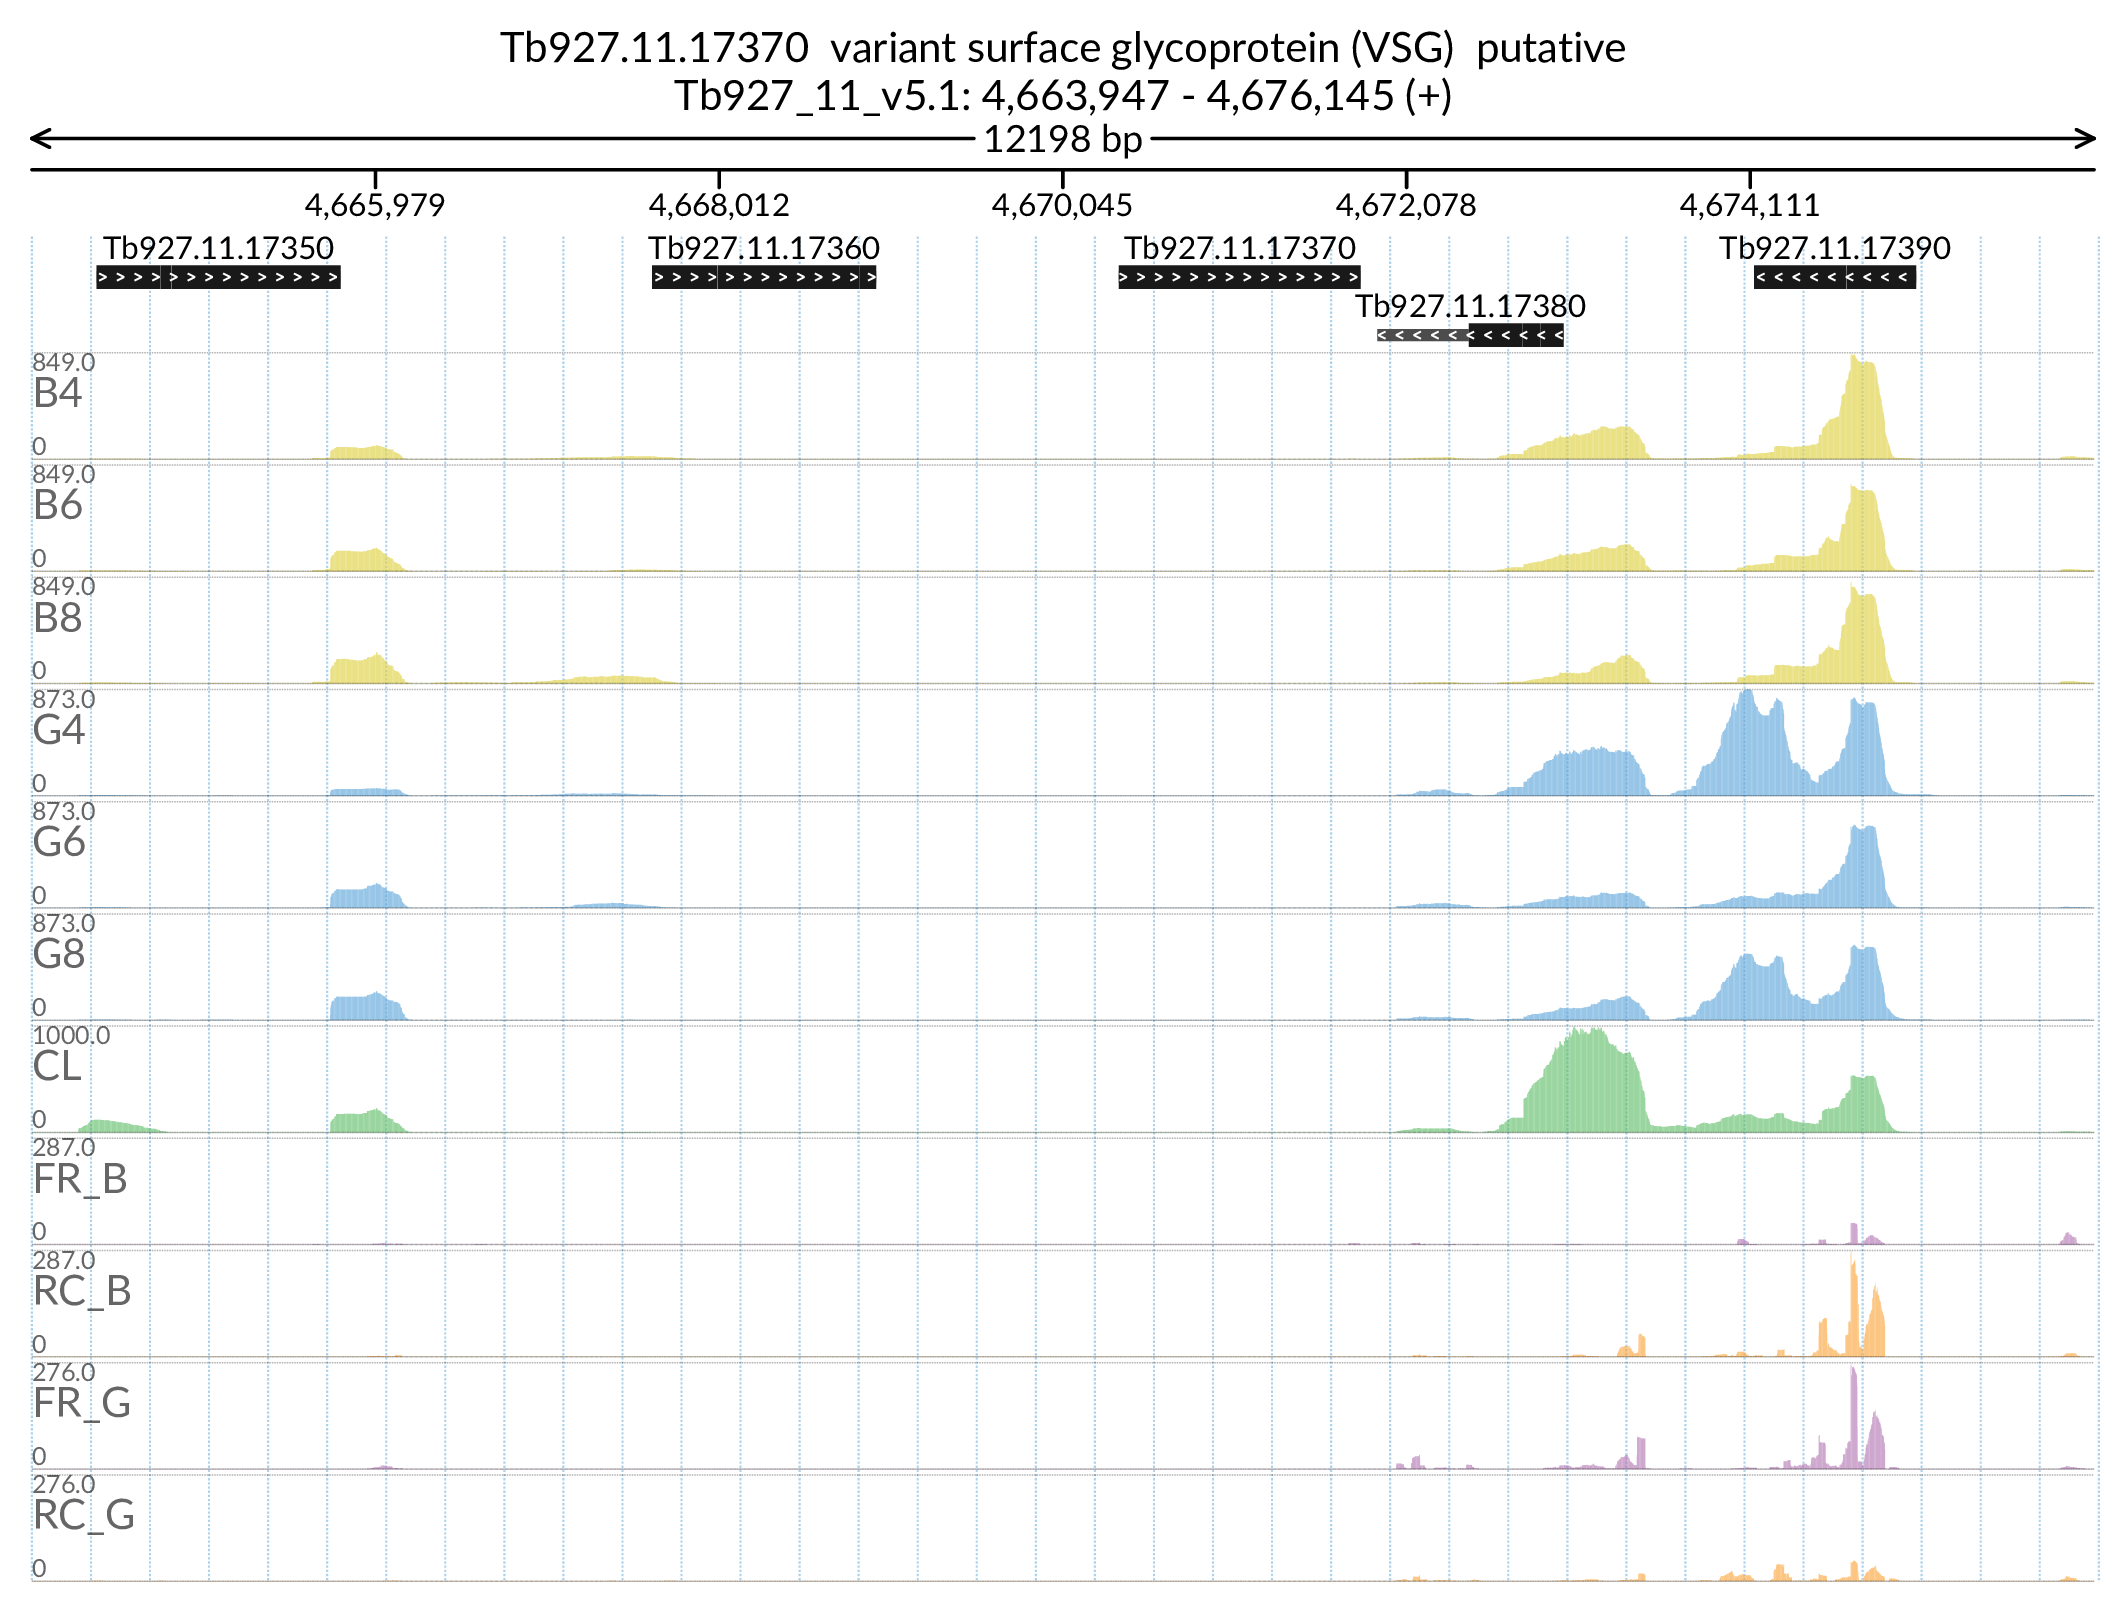 Tb927.11.17370  variant surface glycoprotein (VSG)  putative
Tb927_11_v5.1: 4,663,947 - 4,676,145 (+)
12198 bp
4,665,979 4,668,012 4,670,045 4,672,078 4,674,111
Tb927.11.17350 Tb927.11.17360 Tb927.11.17370 Tb927.11.17390
Tb927.11.17380
849.0
B4
0
849.0
B6
0
849.0
B8
0
873.0
G4
0
873.0
G6
0
873.0
G8
0
1000.0
CL
0
287.0
FR_B
0
287.0
RC_B
0
276.0
FR_G
0
276.0
RC_G
0